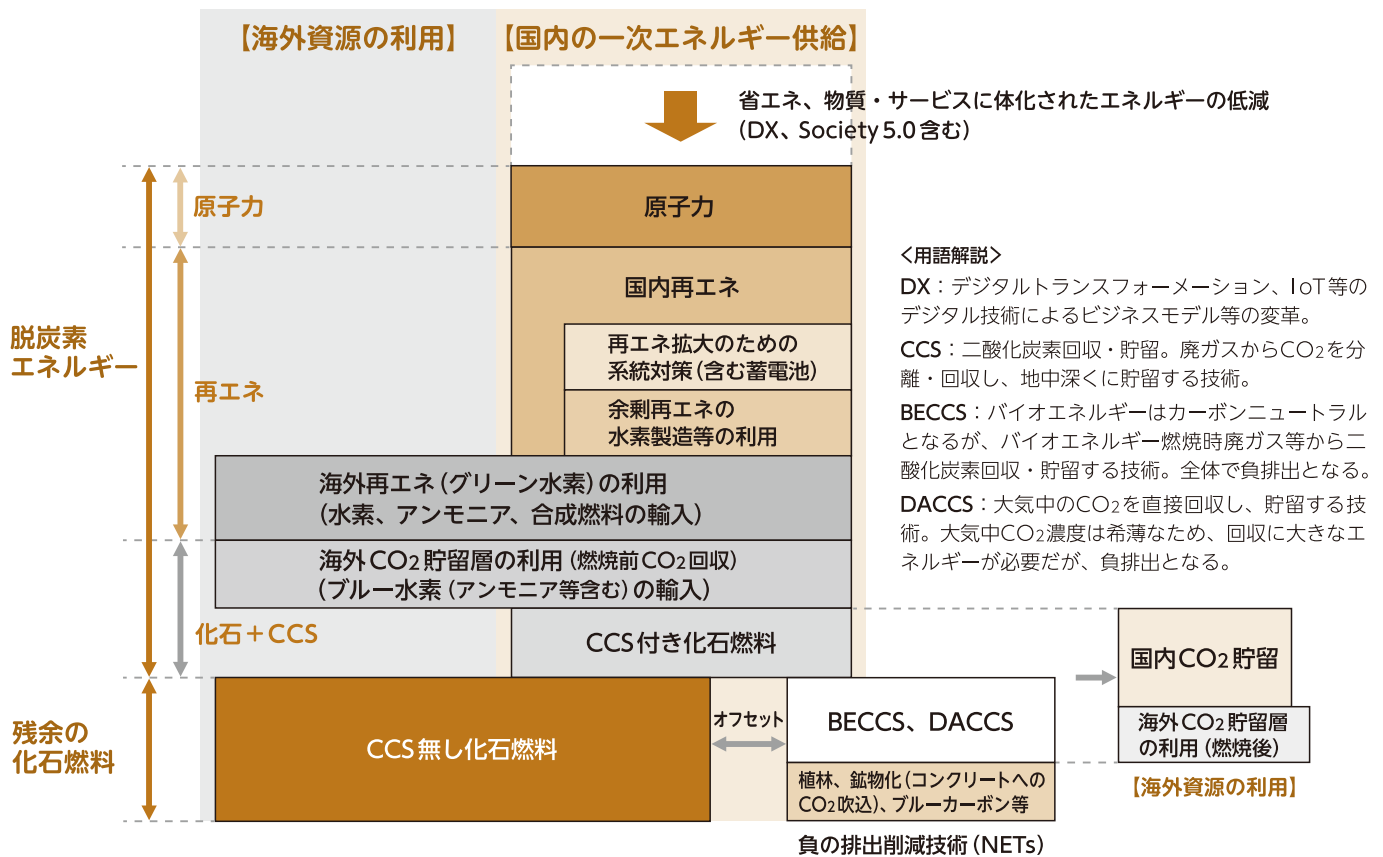 【海外資源の利用】
【国内の一次エネルギー供給】
省エネ、物質・サービスに体化されたエネルギーの低減
(DX、Society 5.0 含む)
脱炭素
エネルギー
原子力
再エネ
化石＋CCS
残余の
化石燃料
原子力
国内再エネ
再エネ拡大のための
系統対策(含む蓄電池)
余剰再エネの
水素製造等の利用
海外再エネ(グリーン水素)の利用
(水素、アンモニア、合成燃料の輸入)
海外CO2貯留層の利用(燃焼前CO2回収)
(ブルー水素(アンモニア等含む)の輸入)
CCS付き化石燃料
CCS無し化石燃料
オフセット
BECCS、DACCS
植林、鉱物化(コンクリートへの
CO2吹込)、ブルーカーボン等
負の排出削減技術(NETs)
<用語解説>
DX：デジタルトランスフォーメーション、IoT等の
デジタル技術によるビジネスモデル等の変革。
CCS：二酸化炭素回収・貯留。廃ガスからCO2を分
離・回収し、地中深くに貯留する技術。
BECCS：バイオエネルギーはカーボンニュートラル
となるが、バイオエネルギー燃焼時廃ガス等から二
酸化炭素回収・貯留する技術。全体で負排出となる。
DACCS：大気中のCO2を直接回収し、貯留する技
術。大気中CO2濃度は希薄なため、回収に大きなエ
ネルギーが必要だが、負排出となる。
国内CO2貯留
海外CO2貯留層
の利用(燃焼後)
【海外資源の利用】